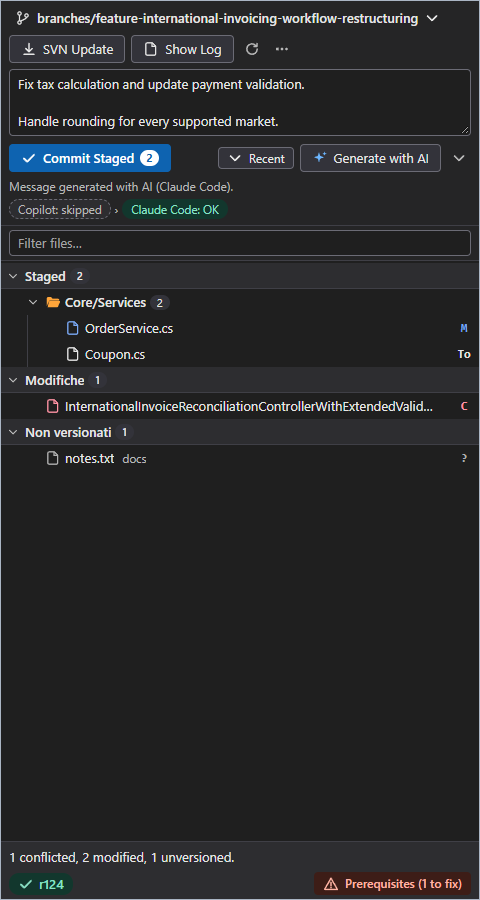 branches/feature-international-invoicing-workflow-restructuring
SVN Update Show Log
Fix tax calculation and update payment validation.
Handle rounding for every supported market.
Commit Staged 2 Recent Generate with AI
Message generated with AI (Claude Code).
Copilot: skipped › Claude Code: OK
Filter files...
Staged 2
Core/Services 2
OrderService.cs M
Coupon.cs To
Modifiche 1
InternationalInvoiceReconciliationControllerWithExtendedValid... C
Non versionati 1
notes.txt docs ?
1 conflicted, 2 modified, 1 unversioned.
r124 Prerequisites (1 to fix)